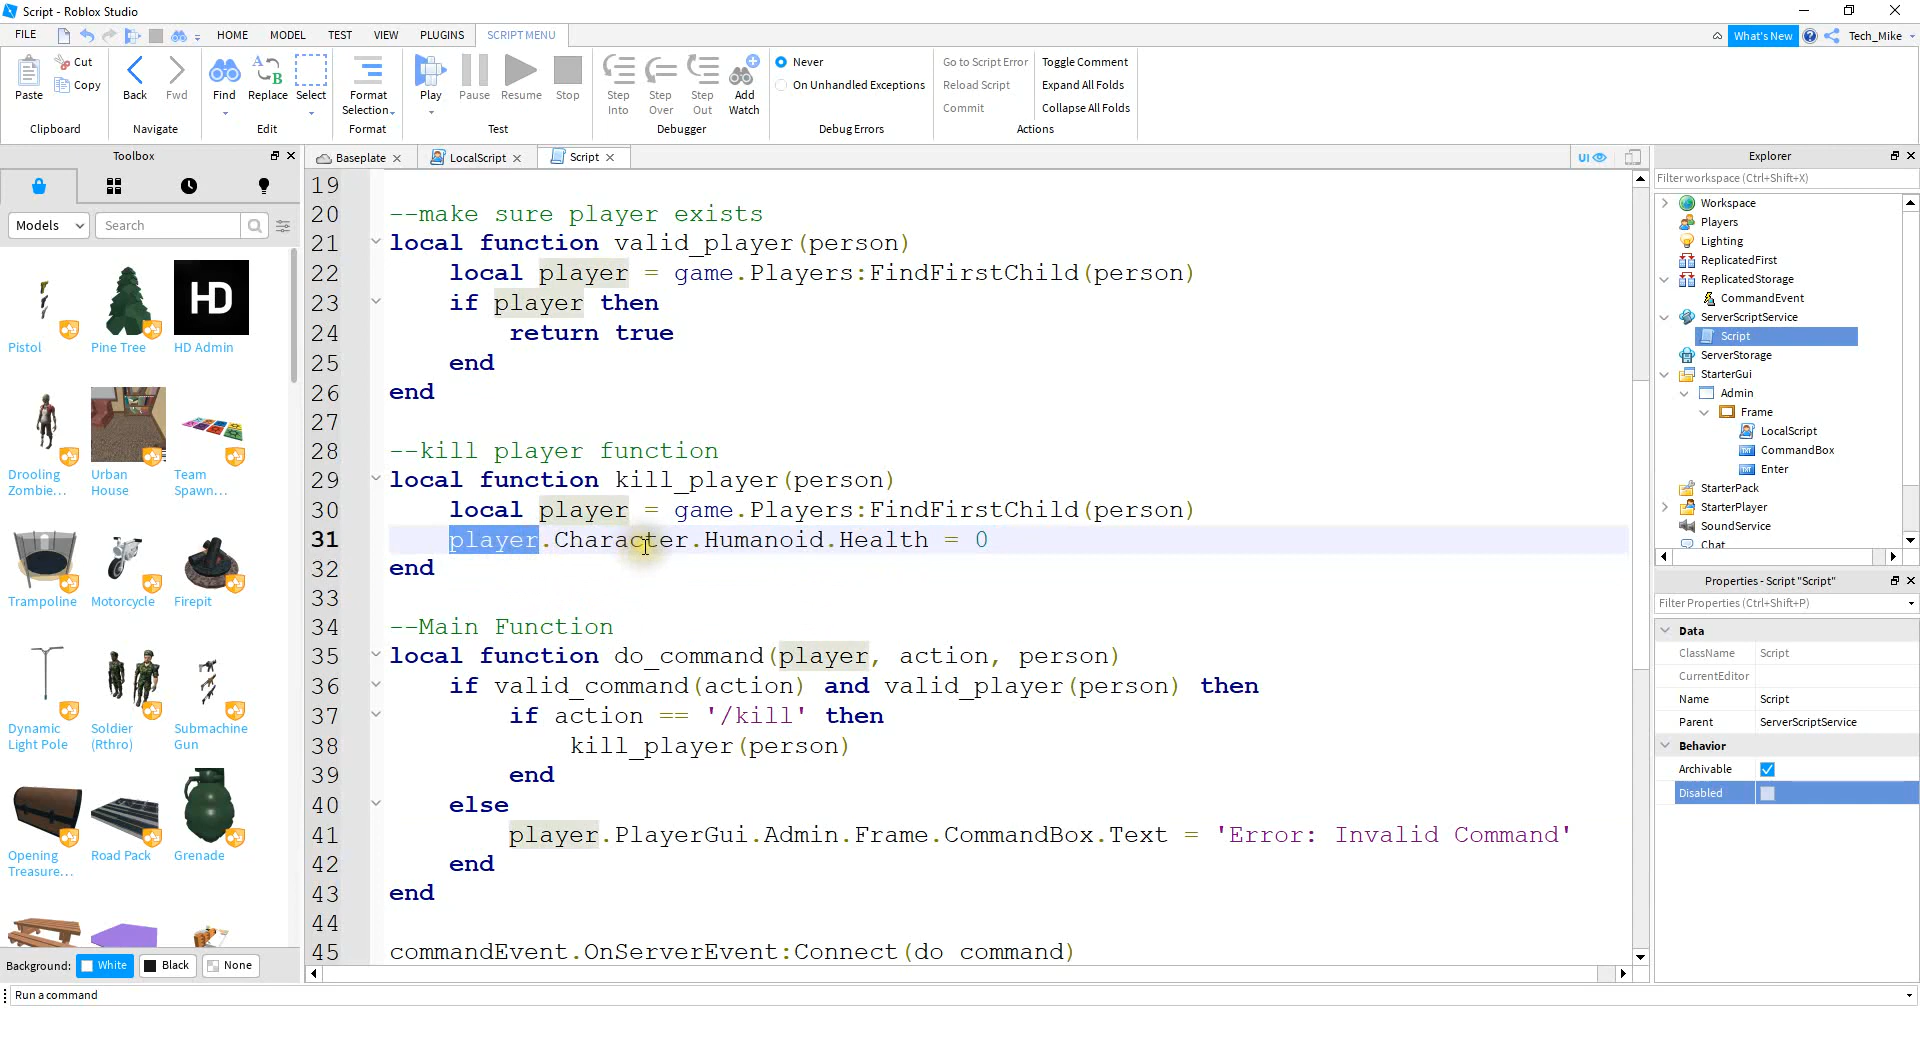 Script - Roblox Studio
FILE HOME MODEL TEST VIEW PLUGINS SCRIPT MENU What's New Tech_Mike
Paste Cut Copy Clipboard
Back Fwd Navigate
Find Replace Select Edit
Format Selection Format
Play Pause Resume Stop Test
Step Into Step Over Step Out Add Watch Debugger
Never
On Unhandled Exceptions
Debug Errors
Go to Script Error
Reload Script
Commit
Toggle Comment
Expand All Folds
Collapse All Folds
Actions
Toolbox
Models Search
Pistol Pine Tree HD HD Admin
Drooling Zombie... Urban House Team Spawn...
Trampoline Motorcycle Firepit
Dynamic Light Pole Soldier (Rthro) Submachine Gun
Opening Treasure... Road Pack Grenade
Background: White Black None
Run a command
Baseplate LocalScript Script UI
19
20 --make sure player exists
21 local function valid_player(person)
22 local player = game.Players:FindFirstChild(person)
23 if player then
24 return true
25 end
26 end
27
28 --kill player function
29 local function kill_player(person)
30 local player = game.Players:FindFirstChild(person)
31 player.Character.Humanoid.Health = 0
32 end
33
34 --Main Function
35 local function do_command(player, action, person)
36 if valid_command(action) and valid_player(person) then
37 if action == '/kill' then
38 kill_player(person)
39 end
40 else
41 player.PlayerGui.Admin.Frame.CommandBox.Text = 'Error: Invalid Command'
42 end
43 end
44
45 commandEvent.OnServerEvent:Connect(do command)
Explorer
Filter workspace (Ctrl+Shift+X)
Workspace
Players
Lighting
ReplicatedFirst
ReplicatedStorage
CommandEvent
ServerScriptService
Script
ServerStorage
StarterGui
Admin
Frame
LocalScript
TXT CommandBox
TXT Enter
StarterPack
StarterPlayer
SoundService
Chat
Properties - Script "Script"
Filter Properties (Ctrl+Shift+P)
Data
ClassName Script
CurrentEditor
Name Script
Parent ServerScriptService
Behavior
Archivable
Disabled